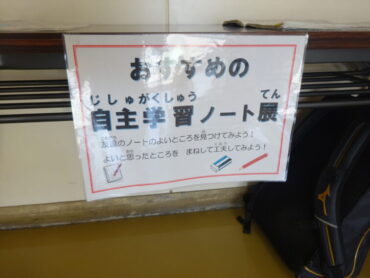 おすすめの
じしゅがくしゅう てん
自主学習ノート展
友達のノートのよいところを見つけてみよう！
よいと思ったところを まねして工夫してみよう！